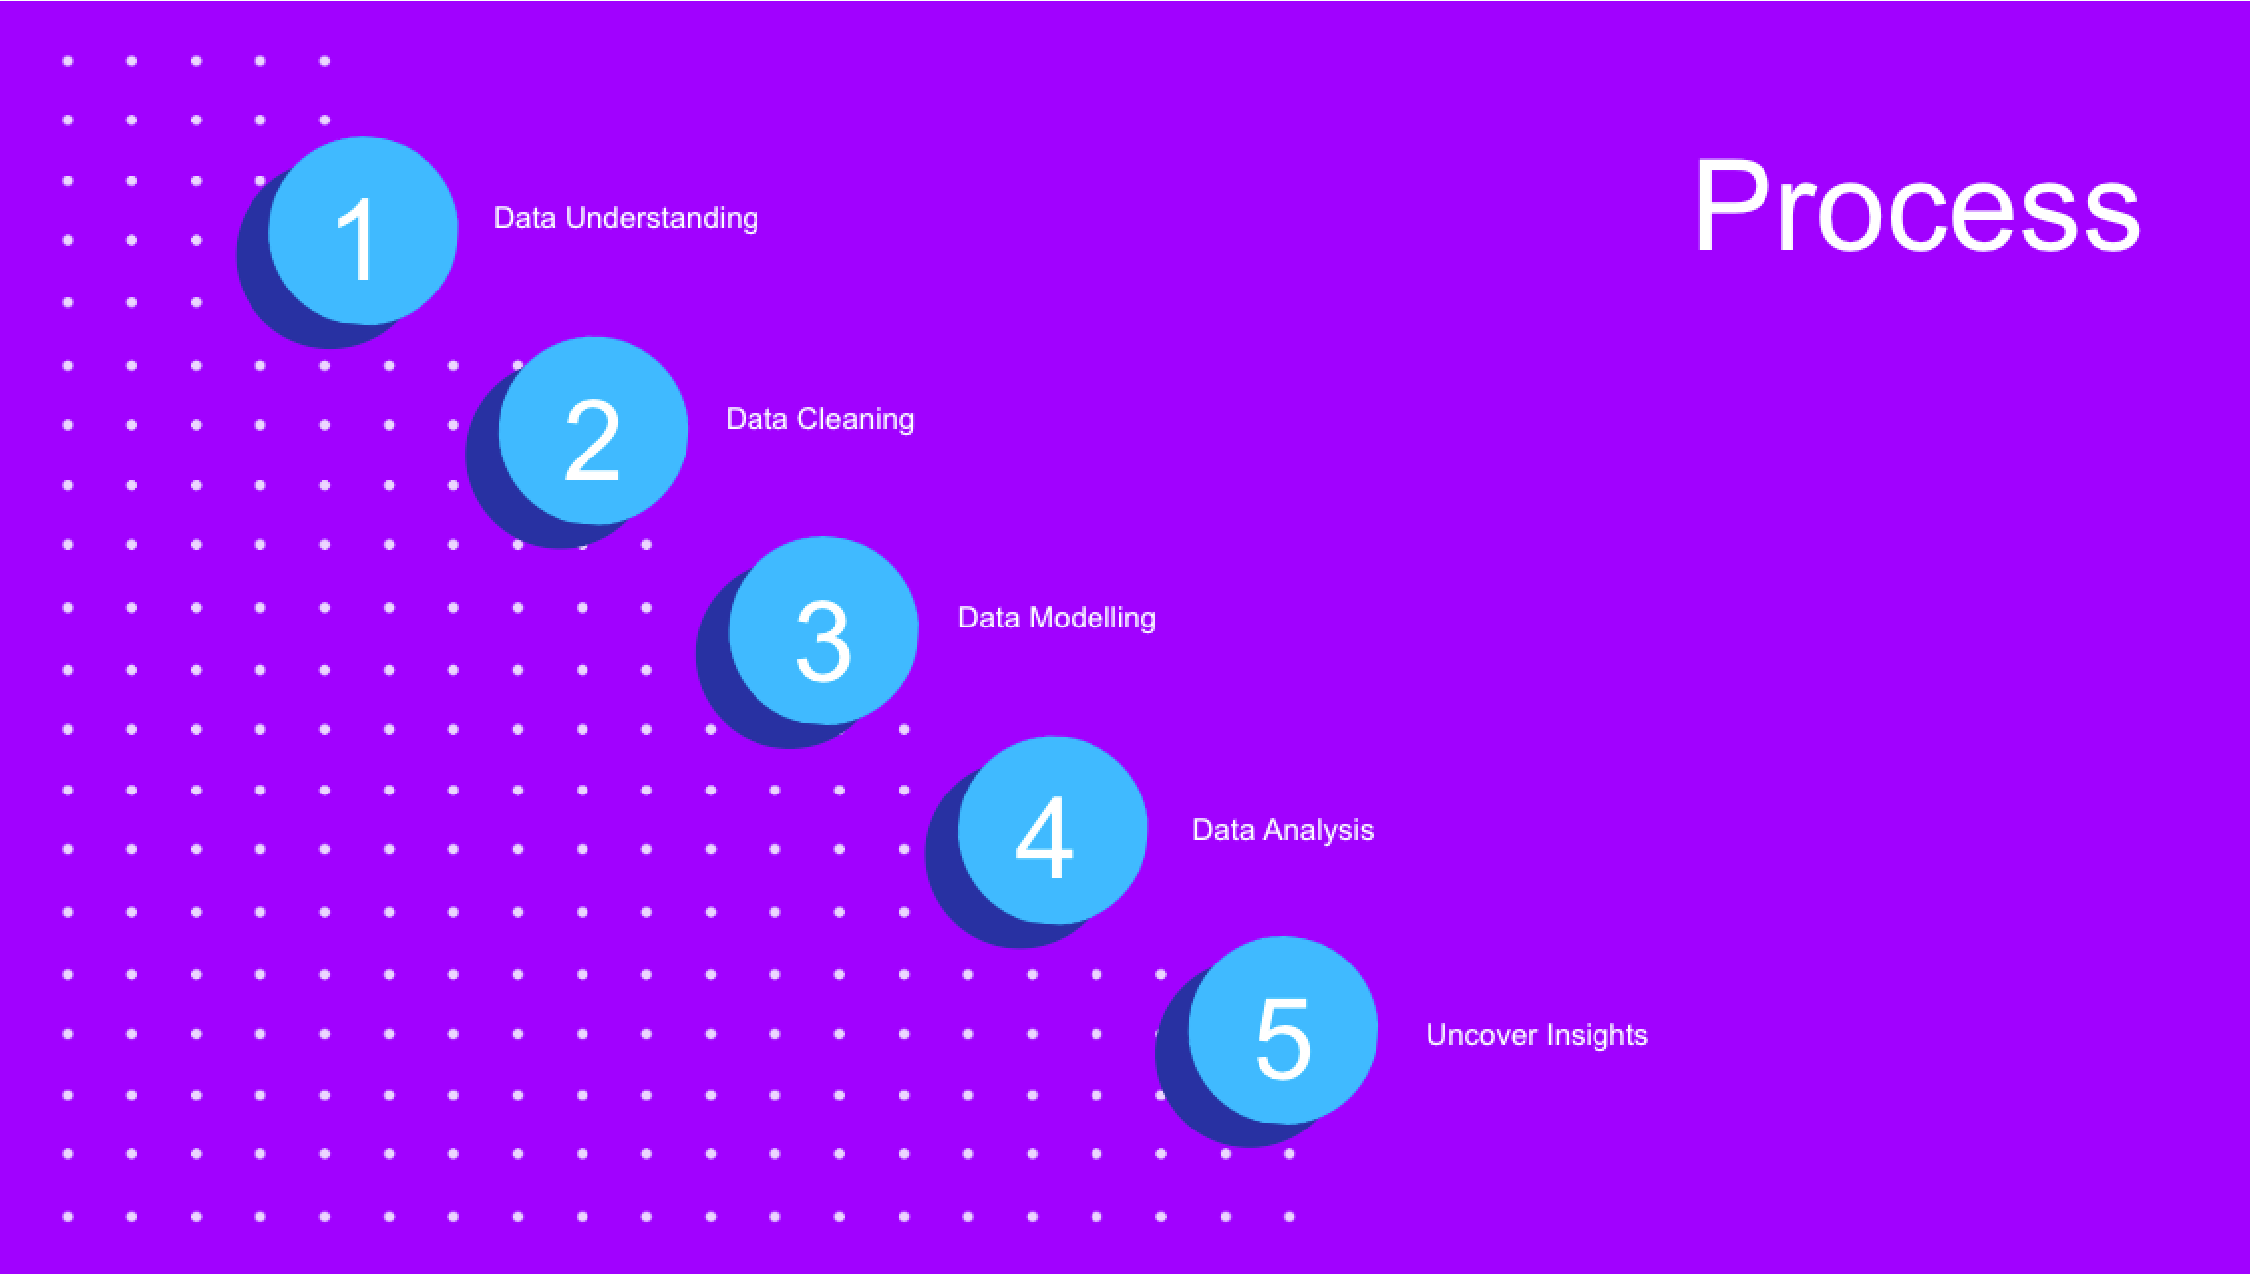 Process
1
Data Understanding
2
Data Cleaning
3
Data Modelling
4
Data Analysis
5
Uncover Insights